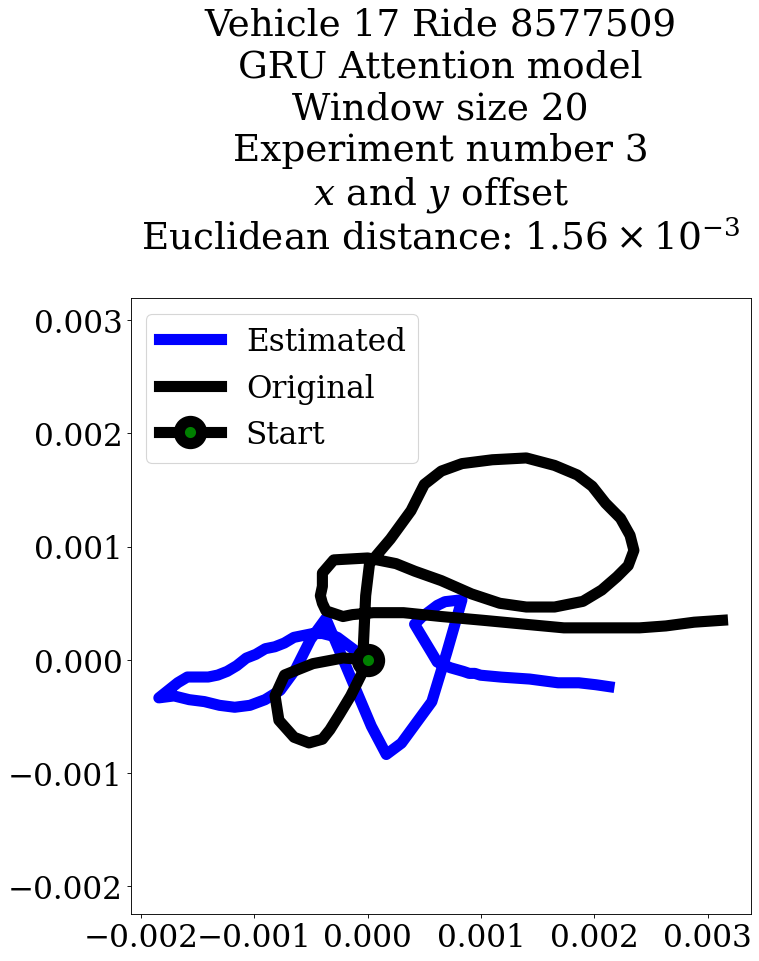 Vehicle 17 Ride 8577509
GRU Attention model
Window size 20
Experiment number 3
x and y offset
Euclidean distance: 1.56 × 10⁻³
Estimated
Original
Start
0.003
0.002
0.001
0.000
−0.001
−0.002
−0.002 −0.001 0.000 0.001 0.002 0.003